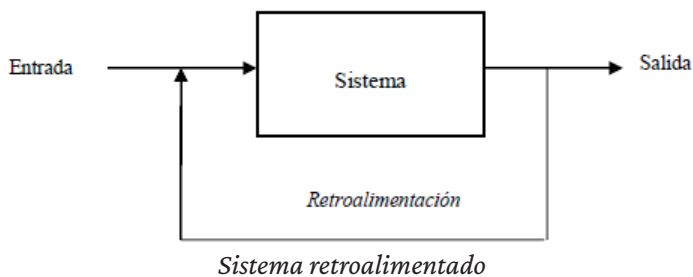 Entrada
Sistema
Salida
Retroalimentación
Sistema retroalimentado